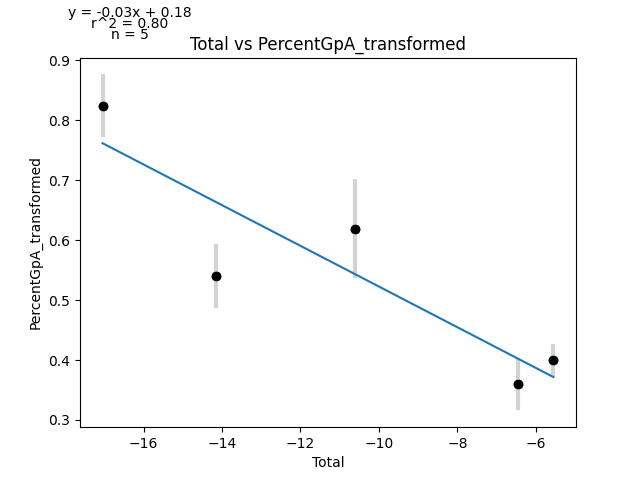 y = -0.03x + 0.18
r^2 = 0.80
n = 5
Total vs PercentGpA_transformed
PercentGpA_transformed
0.9
0.8
0.7
0.6
0.5
0.4
0.3
−16
−14
−12
−10
−8
−6
Total